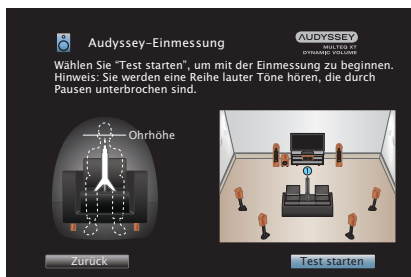 Audyssey-Einmessung
AUDYSSEY
MULTEQ XT
DYNAMIC VOLUME
Wählen Sie “Test starten”, um mit der Einmessung zu beginnen.
Hinweis: Sie werden eine Reihe lauter Töne hören, die durch
Pausen unterbrochen sind.
Ohrhöhe
1
Zurück
Test starten